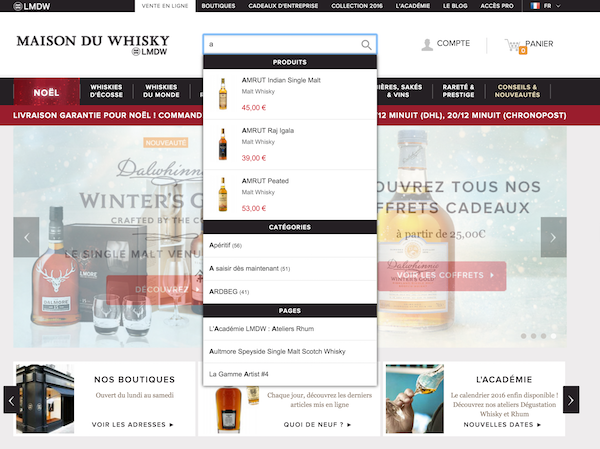 LMDW
VENTE EN LIGNE
BOUTIQUES
CADEAUX D'ENTREPRISE
COLLECTION 2016
L'ACADÉMIE
LE BLOG
ACCÈS PRO
FR
MAISON DU WHISKY
LMDW
a
COMPTE
PANIER
0
PRODUITS
AMRUT Indian Single Malt
Malt Whisky
45,00 €
AMRUT Raj Igala
Malt Whisky
39,00 €
AMRUT Peated
Malt Whisky
53,00 €
CATÉGORIES
Apéritif (56)
A saisir dès maintenant (51)
ARDBEG (41)
PAGES
L'Académie LMDW : Ateliers Rhum
Aultmore Speyside Single Malt Scotch Whisky
La Gamme Artist #4
NOËL
WHISKIES
D'ÉCOSSE
WHISKIES
DU MONDE
IÈRES, SAKÉS
& VINS
RARETÉ &
PRESTIGE
CONSEILS &
NOUVEAUTÉS
LIVRAISON GARANTIE POUR NOËL ! COMMAND
/12 MINUIT (DHL), 20/12 MINUIT (CHRONOPOST)
NOUVEAUTÉ
Dalwhinnie
WINTER'S GOLD
CRAFTED BY THE CO
LE SINGLE MALT VENU
DÉCOUVREZ
DALMORE
OUVREZ TOUS NOS
FFRETS CADEAUX
à partir de 25,00€
VOIR LES COFFRETS
Dalwhinnie
WINTER'S GOLD
NOS BOUTIQUES
Ouvert du lundi au samedi
VOIR LES ADRESSES
Chaque jour, découvrez les derniers
articles mis en ligne
QUOI DE NEUF ?
L'ACADÉMIE
Le calendrier 2016 enfin disponible !
Découvrez nos ateliers Dégustation
Whisky et Rhum
NOUVELLES DATES